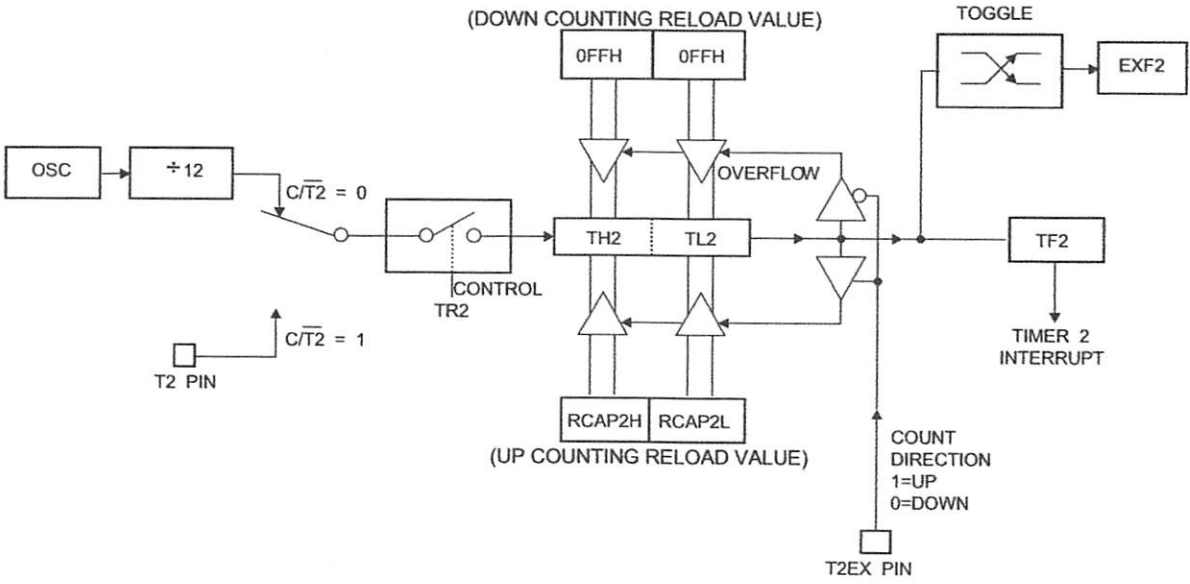 (DOWN COUNTING RELOAD VALUE)
TOGGLE
0FFH
0FFH
EXF2
OSC
÷12
OVERFLOW
C/T2̅ = 0
TH2
TL2
TF2
CONTROL
TR2
C/T2̅ = 1
T2 PIN
TIMER 2
INTERRUPT
RCAP2H
RCAP2L
(UP COUNTING RELOAD VALUE)
COUNT
DIRECTION
1=UP
0=DOWN
T2EX PIN